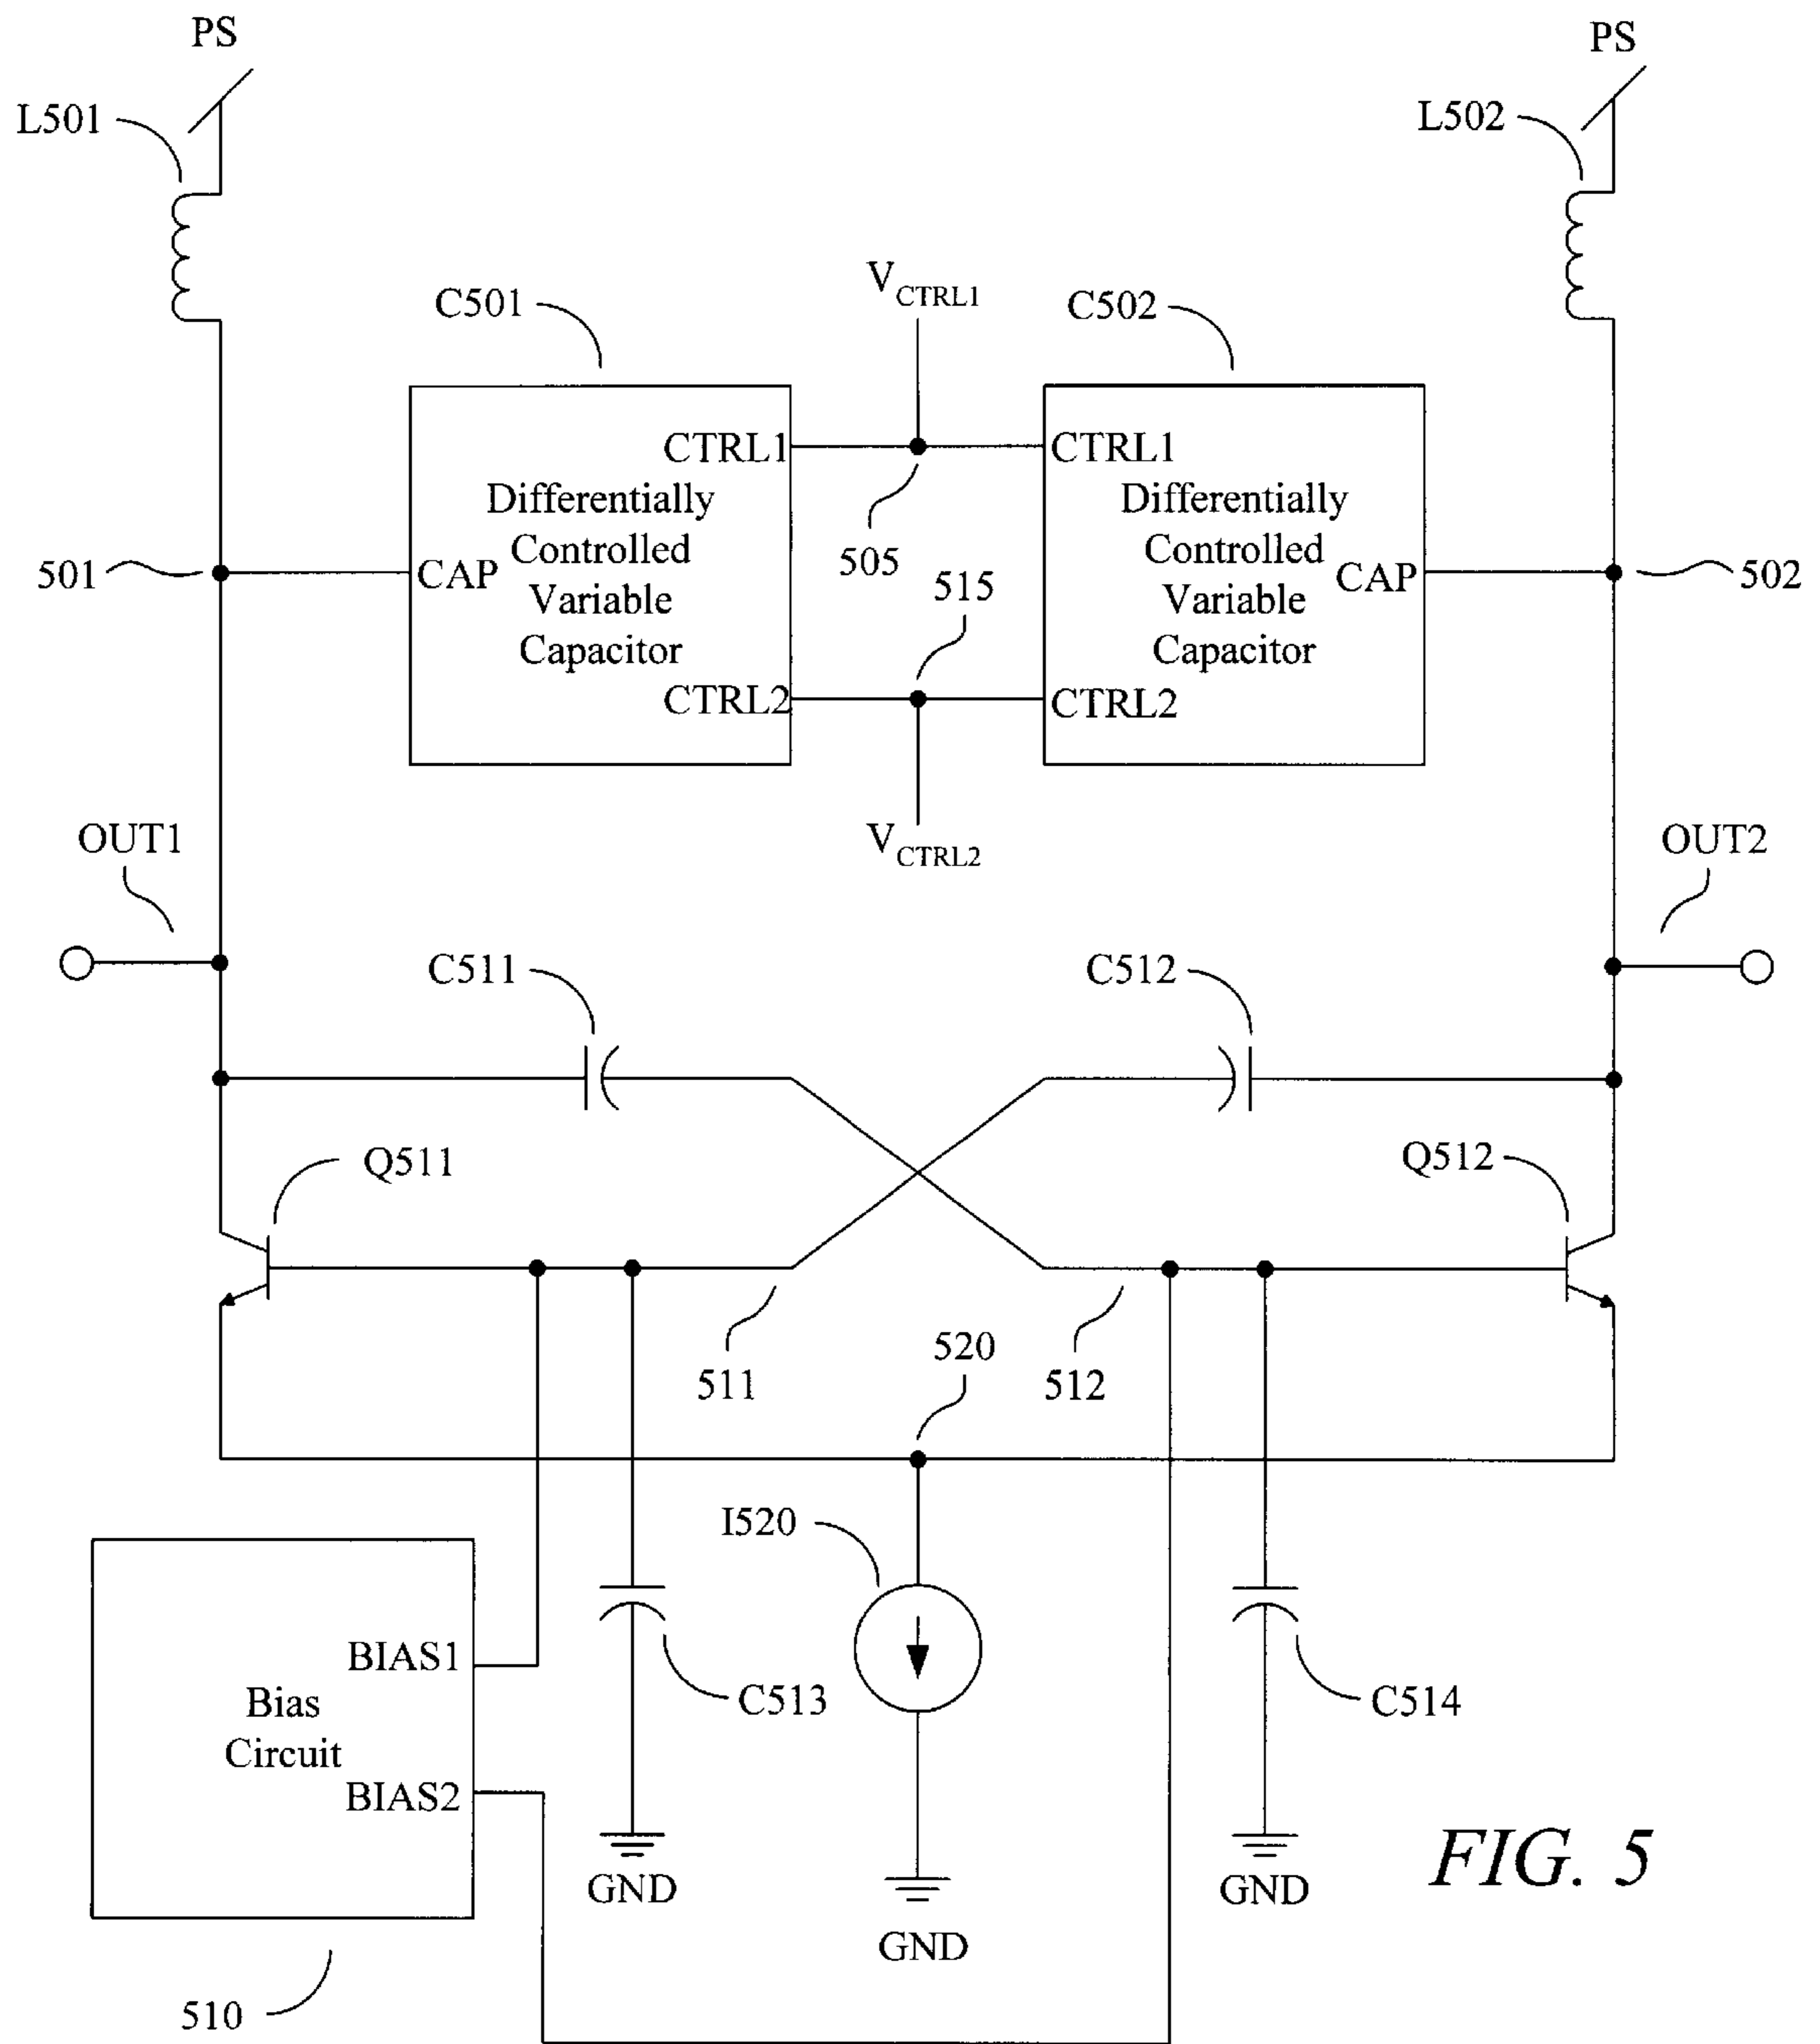 PS
PS
L501
L502
V_CTRL1
C501
C502
CTRL1
CTRL1
Differentially
Controlled
Variable
Capacitor
Differentially
Controlled
Variable
Capacitor
505
501
CAP
CAP
502
515
CTRL2
CTRL2
V_CTRL2
OUT1
OUT2
C511
C512
Q511
Q512
511
520
512
I520
BIAS1
Bias
Circuit
BIAS2
C513
C514
GND
GND
GND
FIG. 5
510